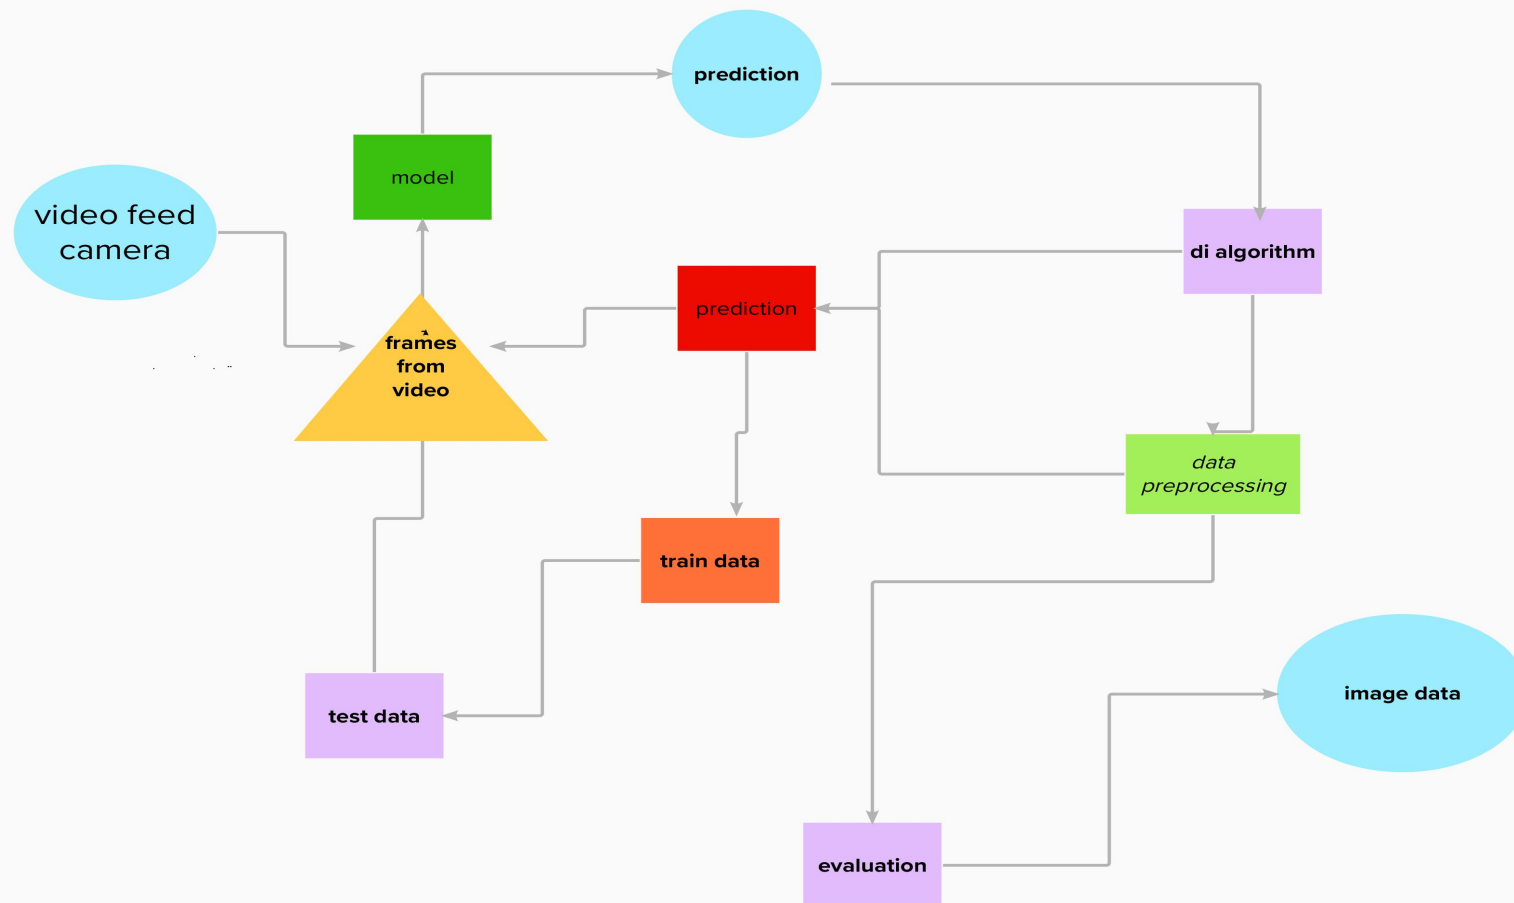 prediction
model
video feed
camera
di algorithm
prediction
frames
from
video
data
preprocessing
train data
image data
test data
evaluation